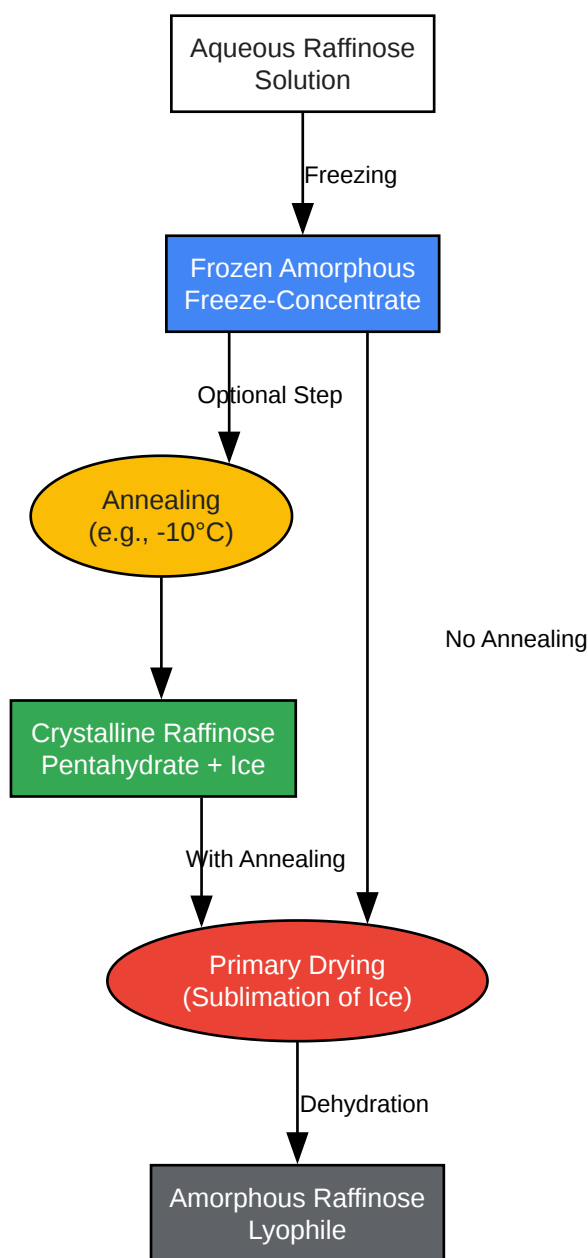 Aqueous Raffinose
Solution
Freezing
Frozen Amorphous
Freeze-Concentrate
Optional Step
Annealing
(e.g., -10°C)
No Annealing
Crystalline Raffinose
Pentahydrate + Ice
With Annealing
Primary Drying
(Sublimation of Ice)
Dehydration
Amorphous Raffinose
Lyophile